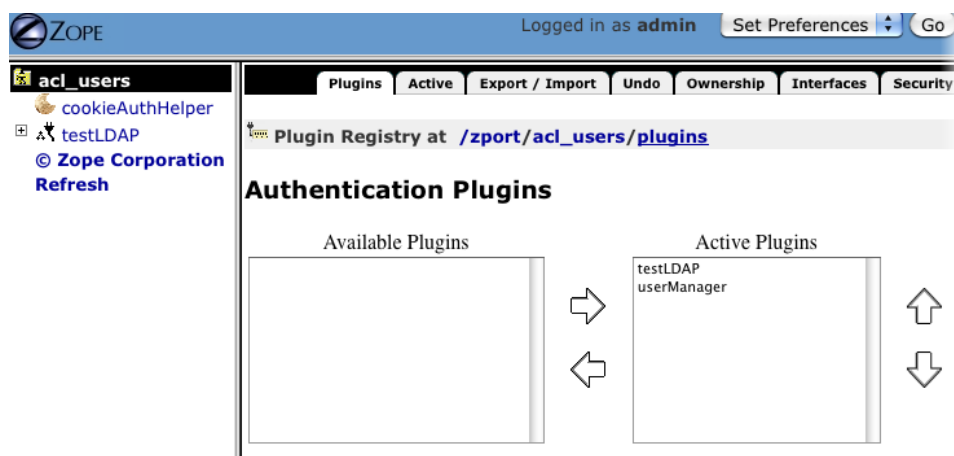 ZOPE
Logged in as admin
Set Preferences
Go
acl_users
cookieAuthHelper
testLDAP
© Zope Corporation
Refresh
Plugins
Active
Export / Import
Undo
Ownership
Interfaces
Security
Plugin Registry at /zport/acl_users/plugins
Authentication Plugins
Available Plugins
Active Plugins
testLDAP
userManager